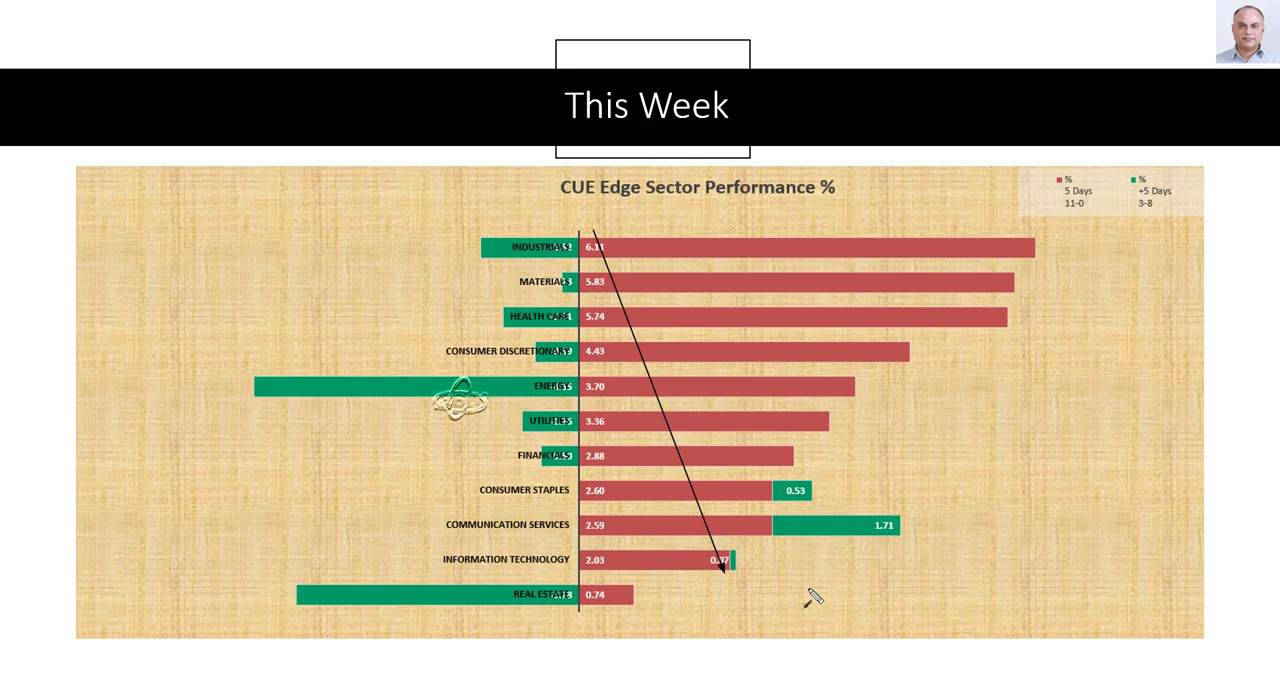 This Week
CUE Edge Sector Performance %
%
5 Days
11-0
%
+5 Days
3-8
INDUSTRIALS 6.11
MATERIALS 5.83
HEALTH CARE 5.74
CONSUMER DISCRETIONARY 4.43
ENERGY 3.70
UTILITIES 3.36
FINANCIALS 2.88
CONSUMER STAPLES 2.60 0.53
COMMUNICATION SERVICES 2.59 1.71
INFORMATION TECHNOLOGY 2.03 0.07
REAL ESTATE 0.74